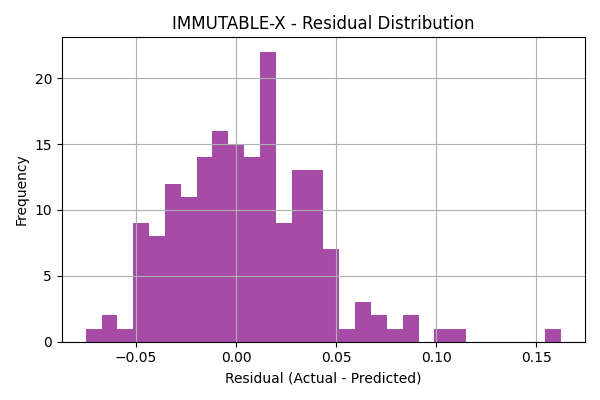 IMMUTABLE-X - Residual Distribution
Frequency
20
15
10
5
0
−0.05 0.00 0.05 0.10 0.15
Residual (Actual - Predicted)